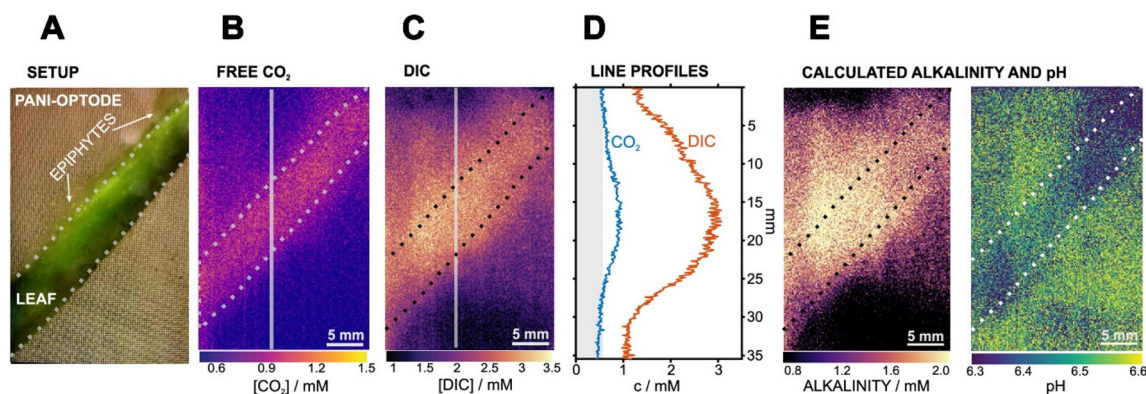 A
B
C
D
E
SETUP
FREE CO₂
DIC
LINE PROFILES
CALCULATED ALKALINITY AND pH
PANI-OPTODE
EPIPHYTES
LEAF
CO₂
DIC
5
10
15
20
25
30
35
mm
5 mm
5 mm
5 mm
5 mm
0.6 0.9 1.2 1.5
[CO₂] / mM
1 1.5 2 2.5 3 3.5
[DIC] / mM
1 2 3
c / mM
0.8 1.2 1.6 2.0
ALKALINITY / mM
6.3 6.4 6.5 6.6
pH